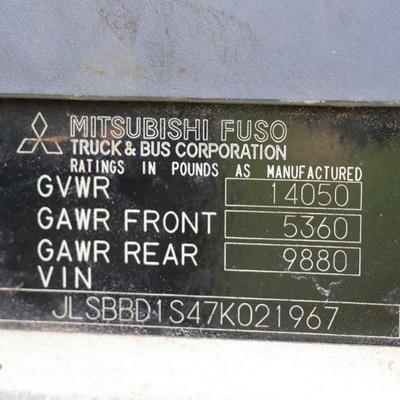 MITSUBISHI FUSO
TRUCK & BUS CORPORATION
RATINGS IN POUNDS AS MANUFACTURED
GVWR 14050
GAWR FRONT 5360
GAWR REAR 9880
VIN
JLSBBD1S47K021967